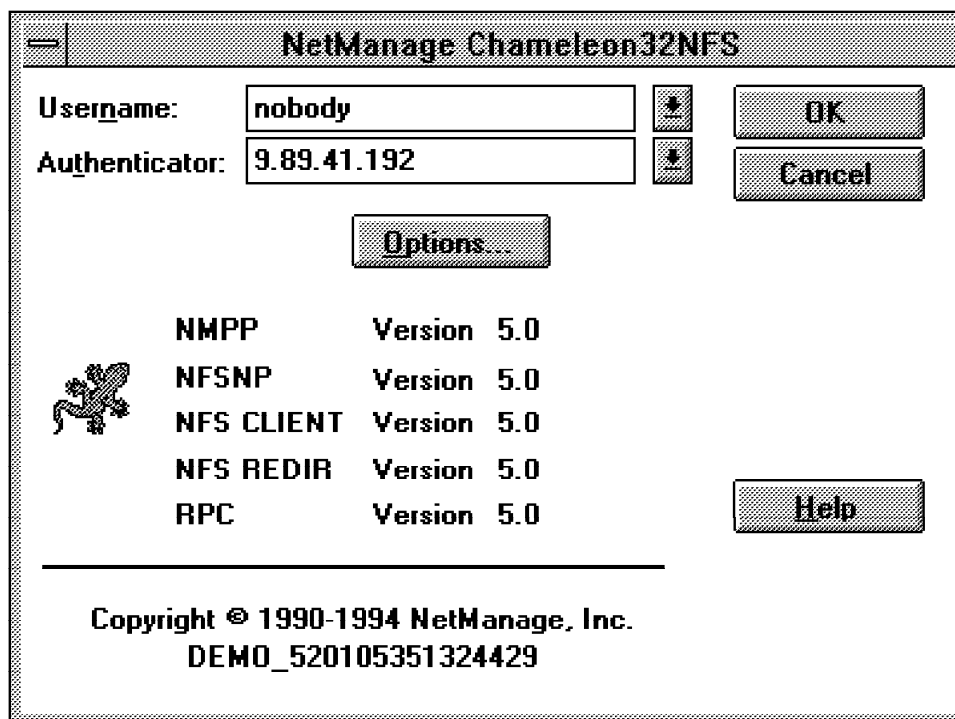 NetManage Chameleon32NFS
Username: nobody OK
Authenticator: 9.89.41.192 Cancel
Options...
NMPP Version 5.0
NFSNP Version 5.0
NFS CLIENT Version 5.0
NFS REDIR Version 5.0
RPC Version 5.0
Help
Copyright © 1990-1994 NetManage, Inc.
DEMO_520105351324429